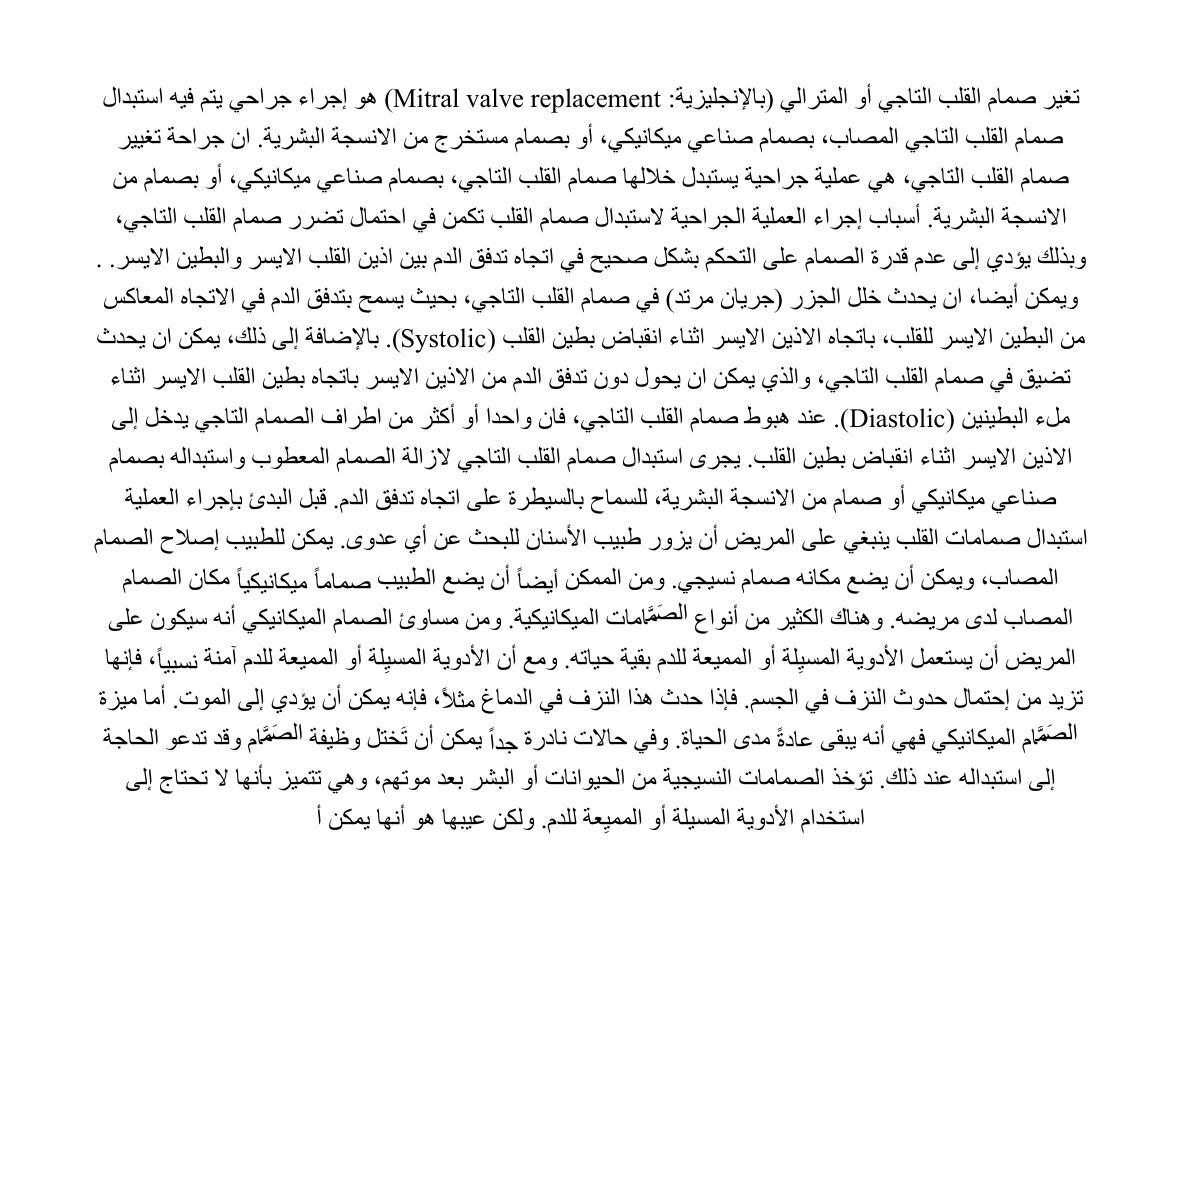 تغير صمام القلب التاجي أو المترالي (بالإنجليزية: Mitral valve replacement) هو إجراء جراحي يتم فيه استبدال
صمام القلب التاجي المصاب، بصمام صناعي ميكانيكي، أو بصمام مستخرج من الانسجة البشرية. ان جراحة تغيير
صمام القلب التاجي، هي عملية جراحية يستبدل خلالها صمام القلب التاجي، بصمام صناعي ميكانيكي، أو بصمام من
الانسجة البشرية. أسباب إجراء العملية الجراحية لاستبدال صمام القلب تكمن في احتمال تضرر صمام القلب التاجي،
وبذلك يؤدي إلى عدم قدرة الصمام على التحكم بشكل صحيح في اتجاه تدفق الدم بين اذين القلب الايسر والبطين الايسر. .
ويمكن أيضا، ان يحدث خلل الجزر (جريان مرتد) في صمام القلب التاجي، بحيث يسمح بتدفق الدم في الاتجاه المعاكس
من البطين الايسر للقلب، باتجاه الاذين الايسر اثناء انقباض بطين القلب (Systolic). بالإضافة إلى ذلك، يمكن ان يحدث
تضيق في صمام القلب التاجي، والذي يمكن ان يحول دون تدفق الدم من الاذين الايسر باتجاه بطين القلب الايسر اثناء
ملء البطينين (Diastolic). عند هبوط صمام القلب التاجي، فان واحدا أو أكثر من اطراف الصمام التاجي يدخل إلى
الاذين الايسر اثناء انقباض بطين القلب. يجرى استبدال صمام القلب التاجي لازالة الصمام المعطوب واستبداله بصمام
صناعي ميكانيكي أو صمام من الانسجة البشرية، للسماح بالسيطرة على اتجاه تدفق الدم. قبل البدئ بإجراء العملية
استبدال صمامات القلب ينبغي على المريض أن يزور طبيب الأسنان للبحث عن أي عدوى. يمكن للطبيب إصلاح الصمام
المصاب، ويمكن أن يضع مكانه صمام نسيجي. ومن الممكن أيضاً أن يضع الطبيب صماماً ميكانيكياً مكان الصمام
المصاب لدى مريضه. وهناك الكثير من أنواع الصَمَّامات الميكانيكية. ومن مساوئ الصمام الميكانيكي أنه سيكون على
المريض أن يستعمل الأدوية المسيِلة أو المميعة للدم بقية حياته. ومع أن الأدوية المسيِلة أو المميعة للدم آمنة نسبياً، فإنها
تزيد من إحتمال حدوث النزف في الجسم. فإذا حدث هذا النزف في الدماغ مثلاً، فإنه يمكن أن يؤدي إلى الموت. أما ميزة
الصَمَّام الميكانيكي فهي أنه يبقى عادةً مدى الحياة. وفي حالات نادرة جداً يمكن أن تَختل وظيفة الصَمَّام وقد تدعو الحاجة
إلى استبداله عند ذلك. تؤخذ الصمامات النسيجية من الحيوانات أو البشر بعد موتهم، وهي تتميز بأنها لا تحتاج إلى
استخدام الأدوية المسيلة أو المميِعة للدم. ولكن عيبها هو أنها يمكن أ